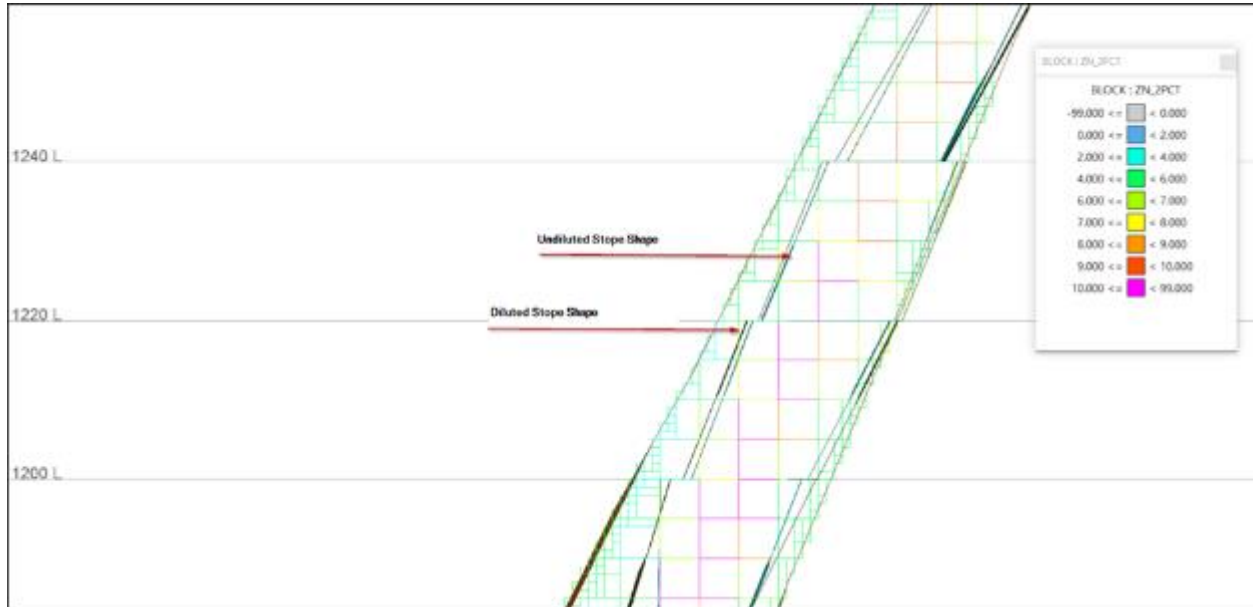 BLOCK : ZN_2PCT
BLOCK : ZN_2PCT
-99.000 <= < 0.000
0.000 <= < 2.000
2.000 <= < 4.000
4.000 <= < 6.000
6.000 <= < 7.000
7.000 <= < 8.000
8.000 <= < 9.000
9.000 <= < 10.000
10.000 <= < 99.000
1240 L
Undiluted Stope Shape
Diluted Stope Shape
1220 L
1200 L